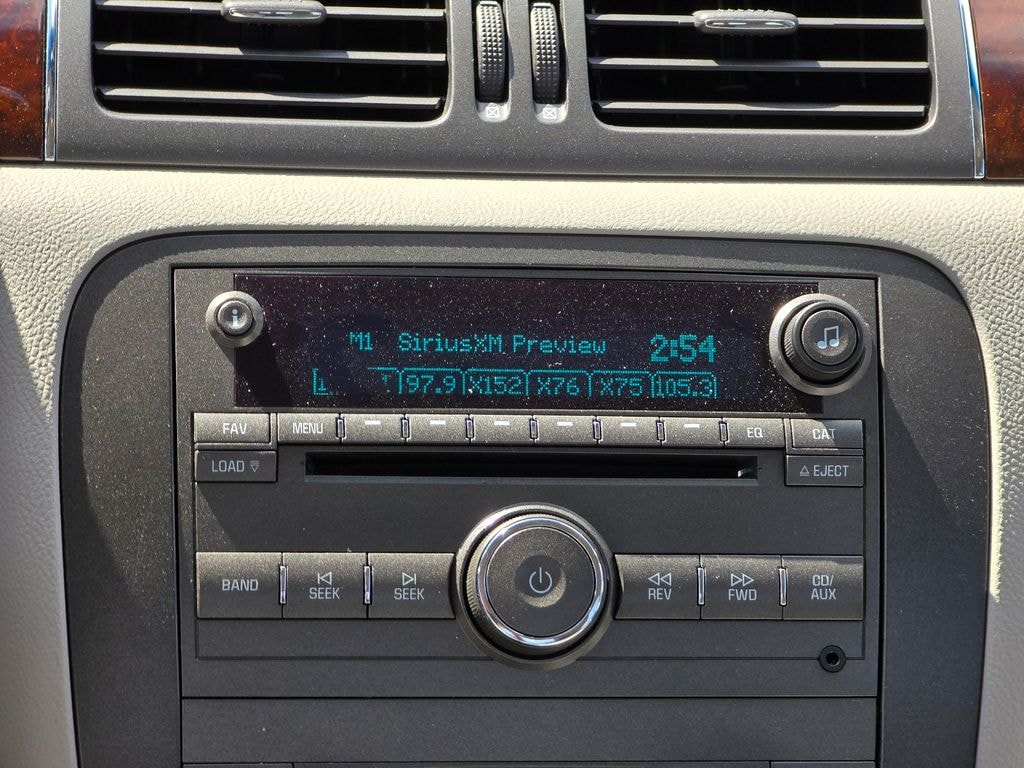 M1 SiriusXM Preview 2:54
97.9 X152 X76 X75 105.3
FAV MENU EQ CAT
LOAD EJECT
BAND SEEK SEEK REV FWD CD/
AUX